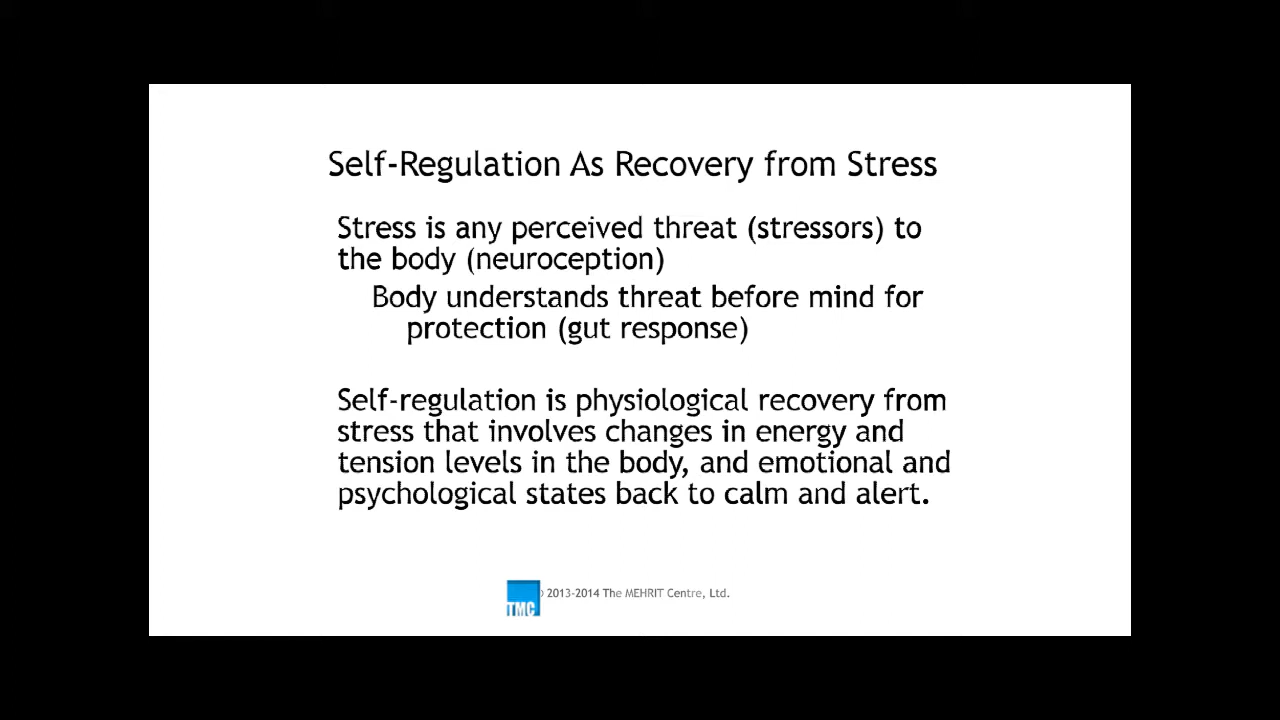 Self-Regulation As Recovery from Stress
Stress is any perceived threat (stressors) to
the body (neuroception)
Body understands threat before mind for
protection (gut response)
Self-regulation is physiological recovery from
stress that involves changes in energy and
tension levels in the body, and emotional and
psychological states back to calm and alert.
TMC
© 2013-2014 The MEHRIT Centre, Ltd.